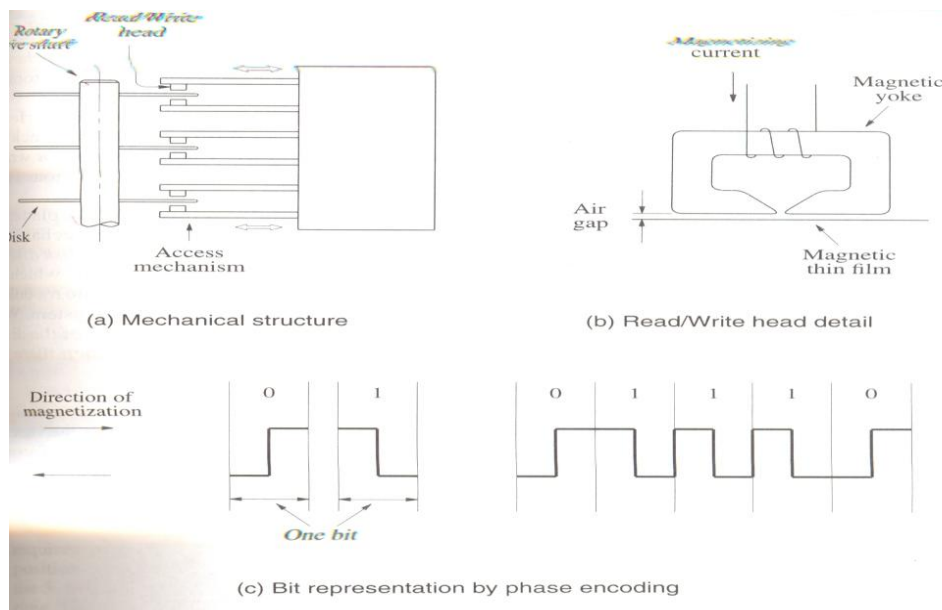 Rotary
ve shaft
Read/Write
head
Disk
Access
mechanism
(a) Mechanical structure
Magnetizing
current
Magnetic
yoke
Air
gap
Magnetic
thin film
(b) Read/Write head detail
Direction of
magnetization
0 1
One bit
0 1 1 1 0
(c) Bit representation by phase encoding